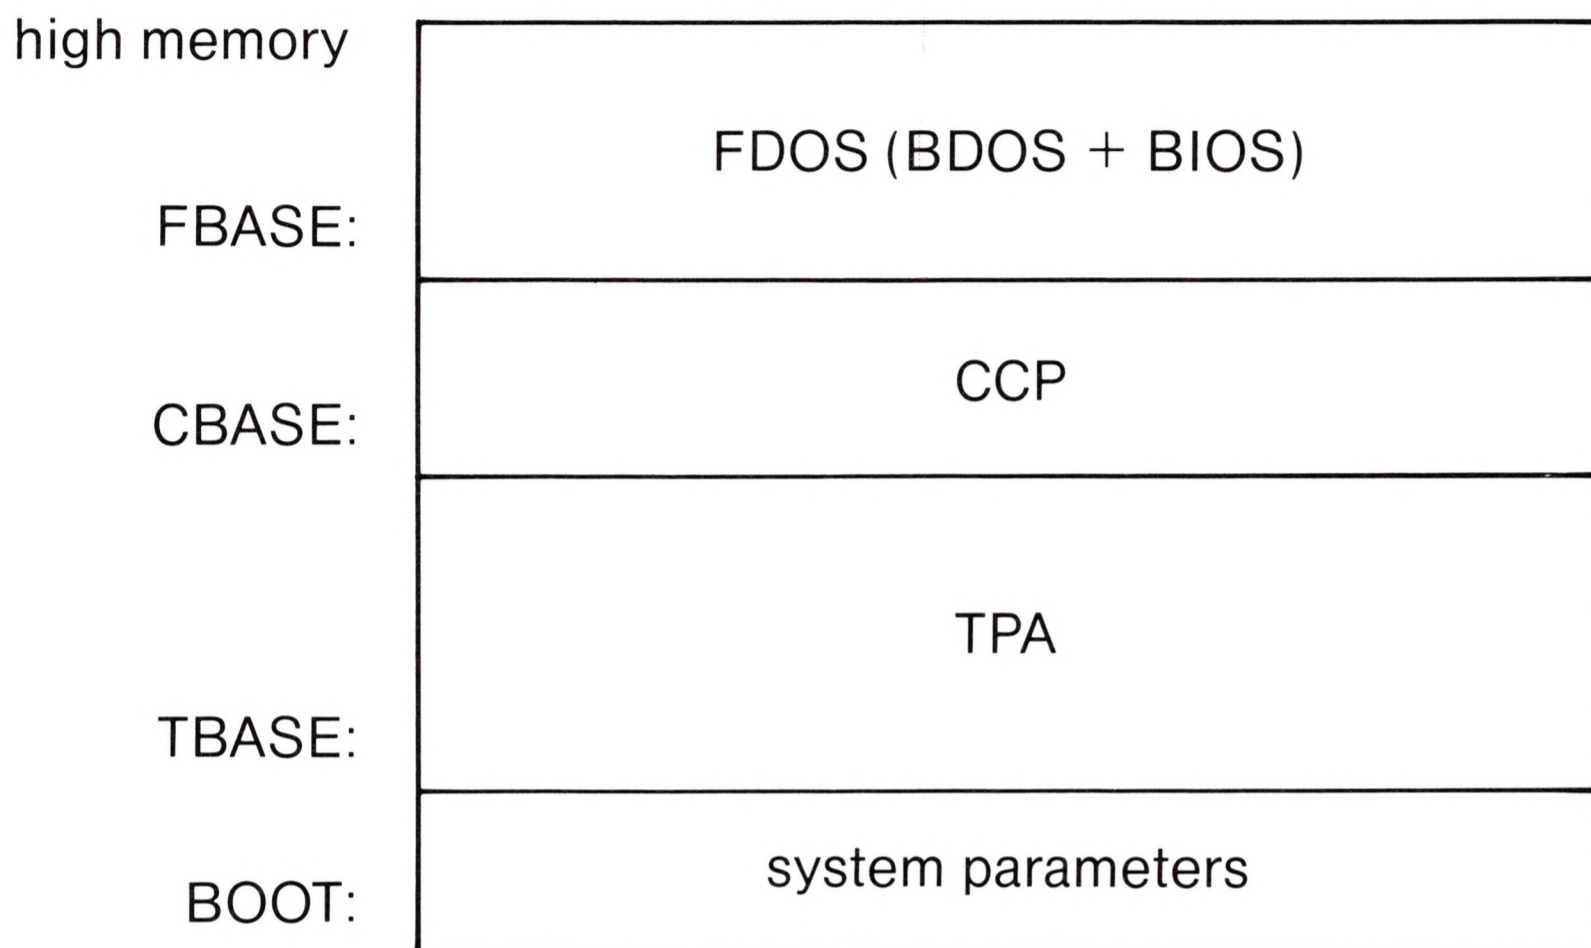 high memory
FDOS (BDOS + BIOS)
FBASE:
CCP
CBASE:
TPA
TBASE:
system parameters
BOOT: